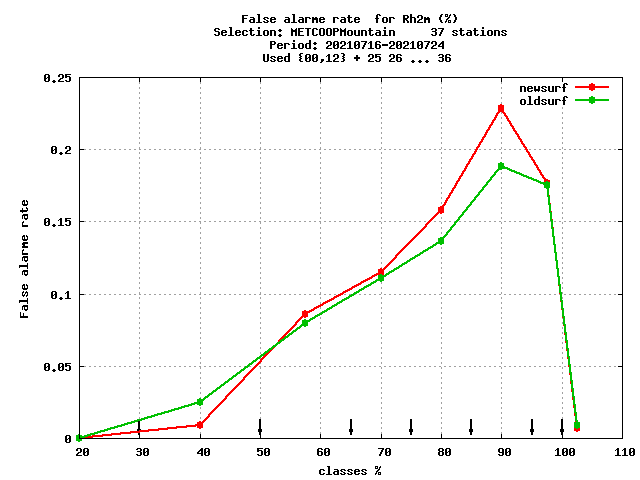 False alarme rate  for Rh2m (%)
Selection: METCOOPMountain     37 stations
Period: 20210716-20210724
Used {00,12} + 25 26 ... 36
newsurf
oldsurf
False alarme rate
0.25
0.2
0.15
0.1
0.05
0
20 30 40 50 60 70 80 90 100 110
classes %